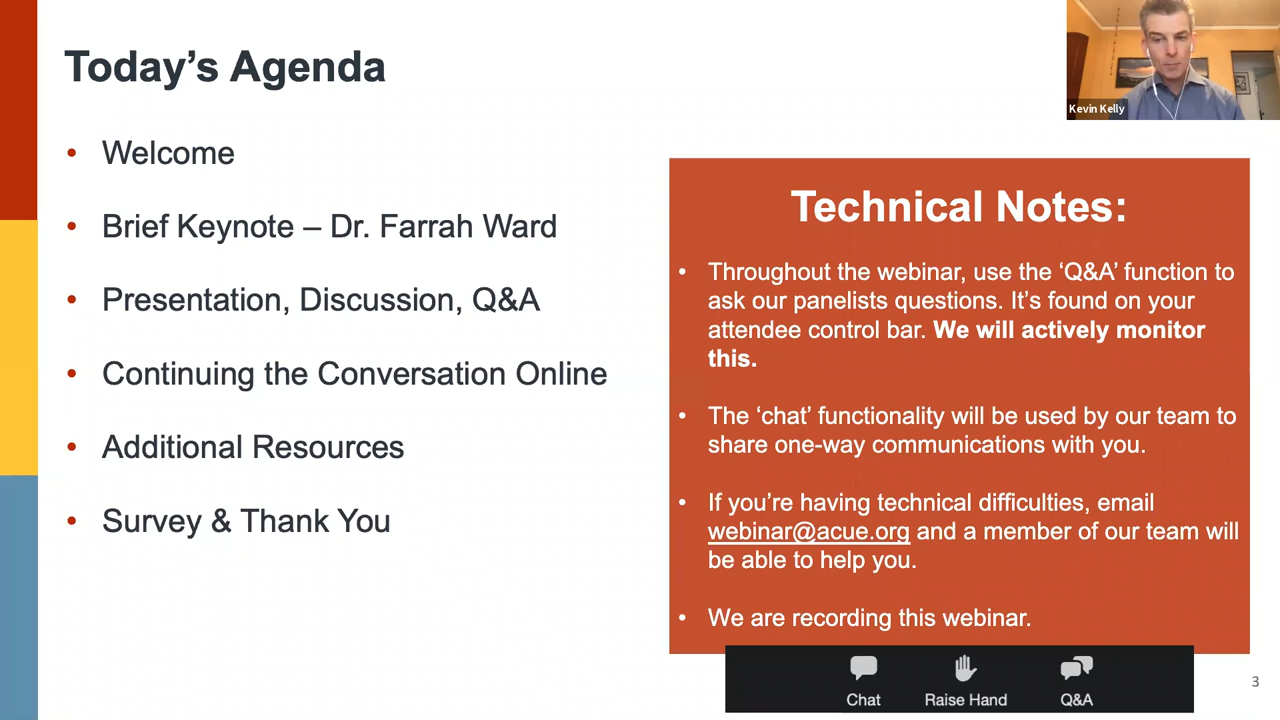 Today’s Agenda
• Welcome
• Brief Keynote – Dr. Farrah Ward
• Presentation, Discussion, Q&A
• Continuing the Conversation Online
• Additional Resources
• Survey & Thank You
Kevin Kelly
Technical Notes:
• Throughout the webinar, use the ‘Q&A’ function to
ask our panelists questions. It’s found on your
attendee control bar. We will actively monitor
this.
• The ‘chat’ functionality will be used by our team to
share one-way communications with you.
• If you’re having technical difficulties, email
webinar@acue.org and a member of our team will
be able to help you.
• We are recording this webinar.
Chat
Raise Hand
Q&A
3